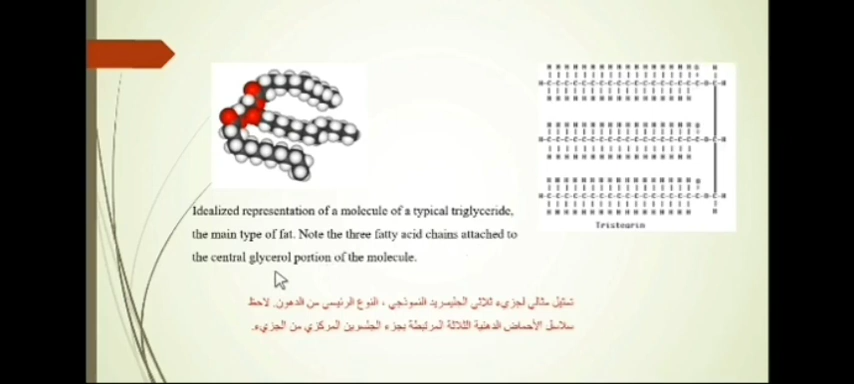 Tristearin
Idealized representation of a molecule of a typical triglyceride,
the main type of fat. Note the three fatty acid chains attached to
the central glycerol portion of the molecule.
تمثيل مثالي لجزيء ثلاثي الجليسريد النموذجي ، النوع الرئيسي من الدهون. لاحظ
سلاسل الأحماض الدهنية الثلاثة المرتبطة بجزء الجلسرين المركزي من الجزيء.